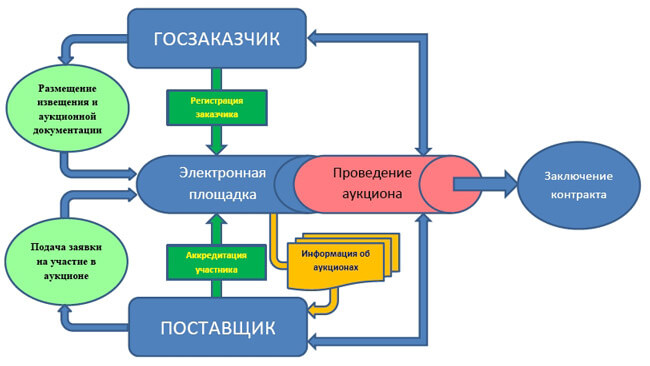 ГОСЗАКАЗЧИК
Размещение
извещения и
аукционной
документации
Регистрация
заказчика
Электронная
площадка
Проведение
аукциона
Заключение
контракта
Подача заявки
на участие в
аукционе
Аккредитация
участника
Информация об
аукционах
ПОСТАВЩИК